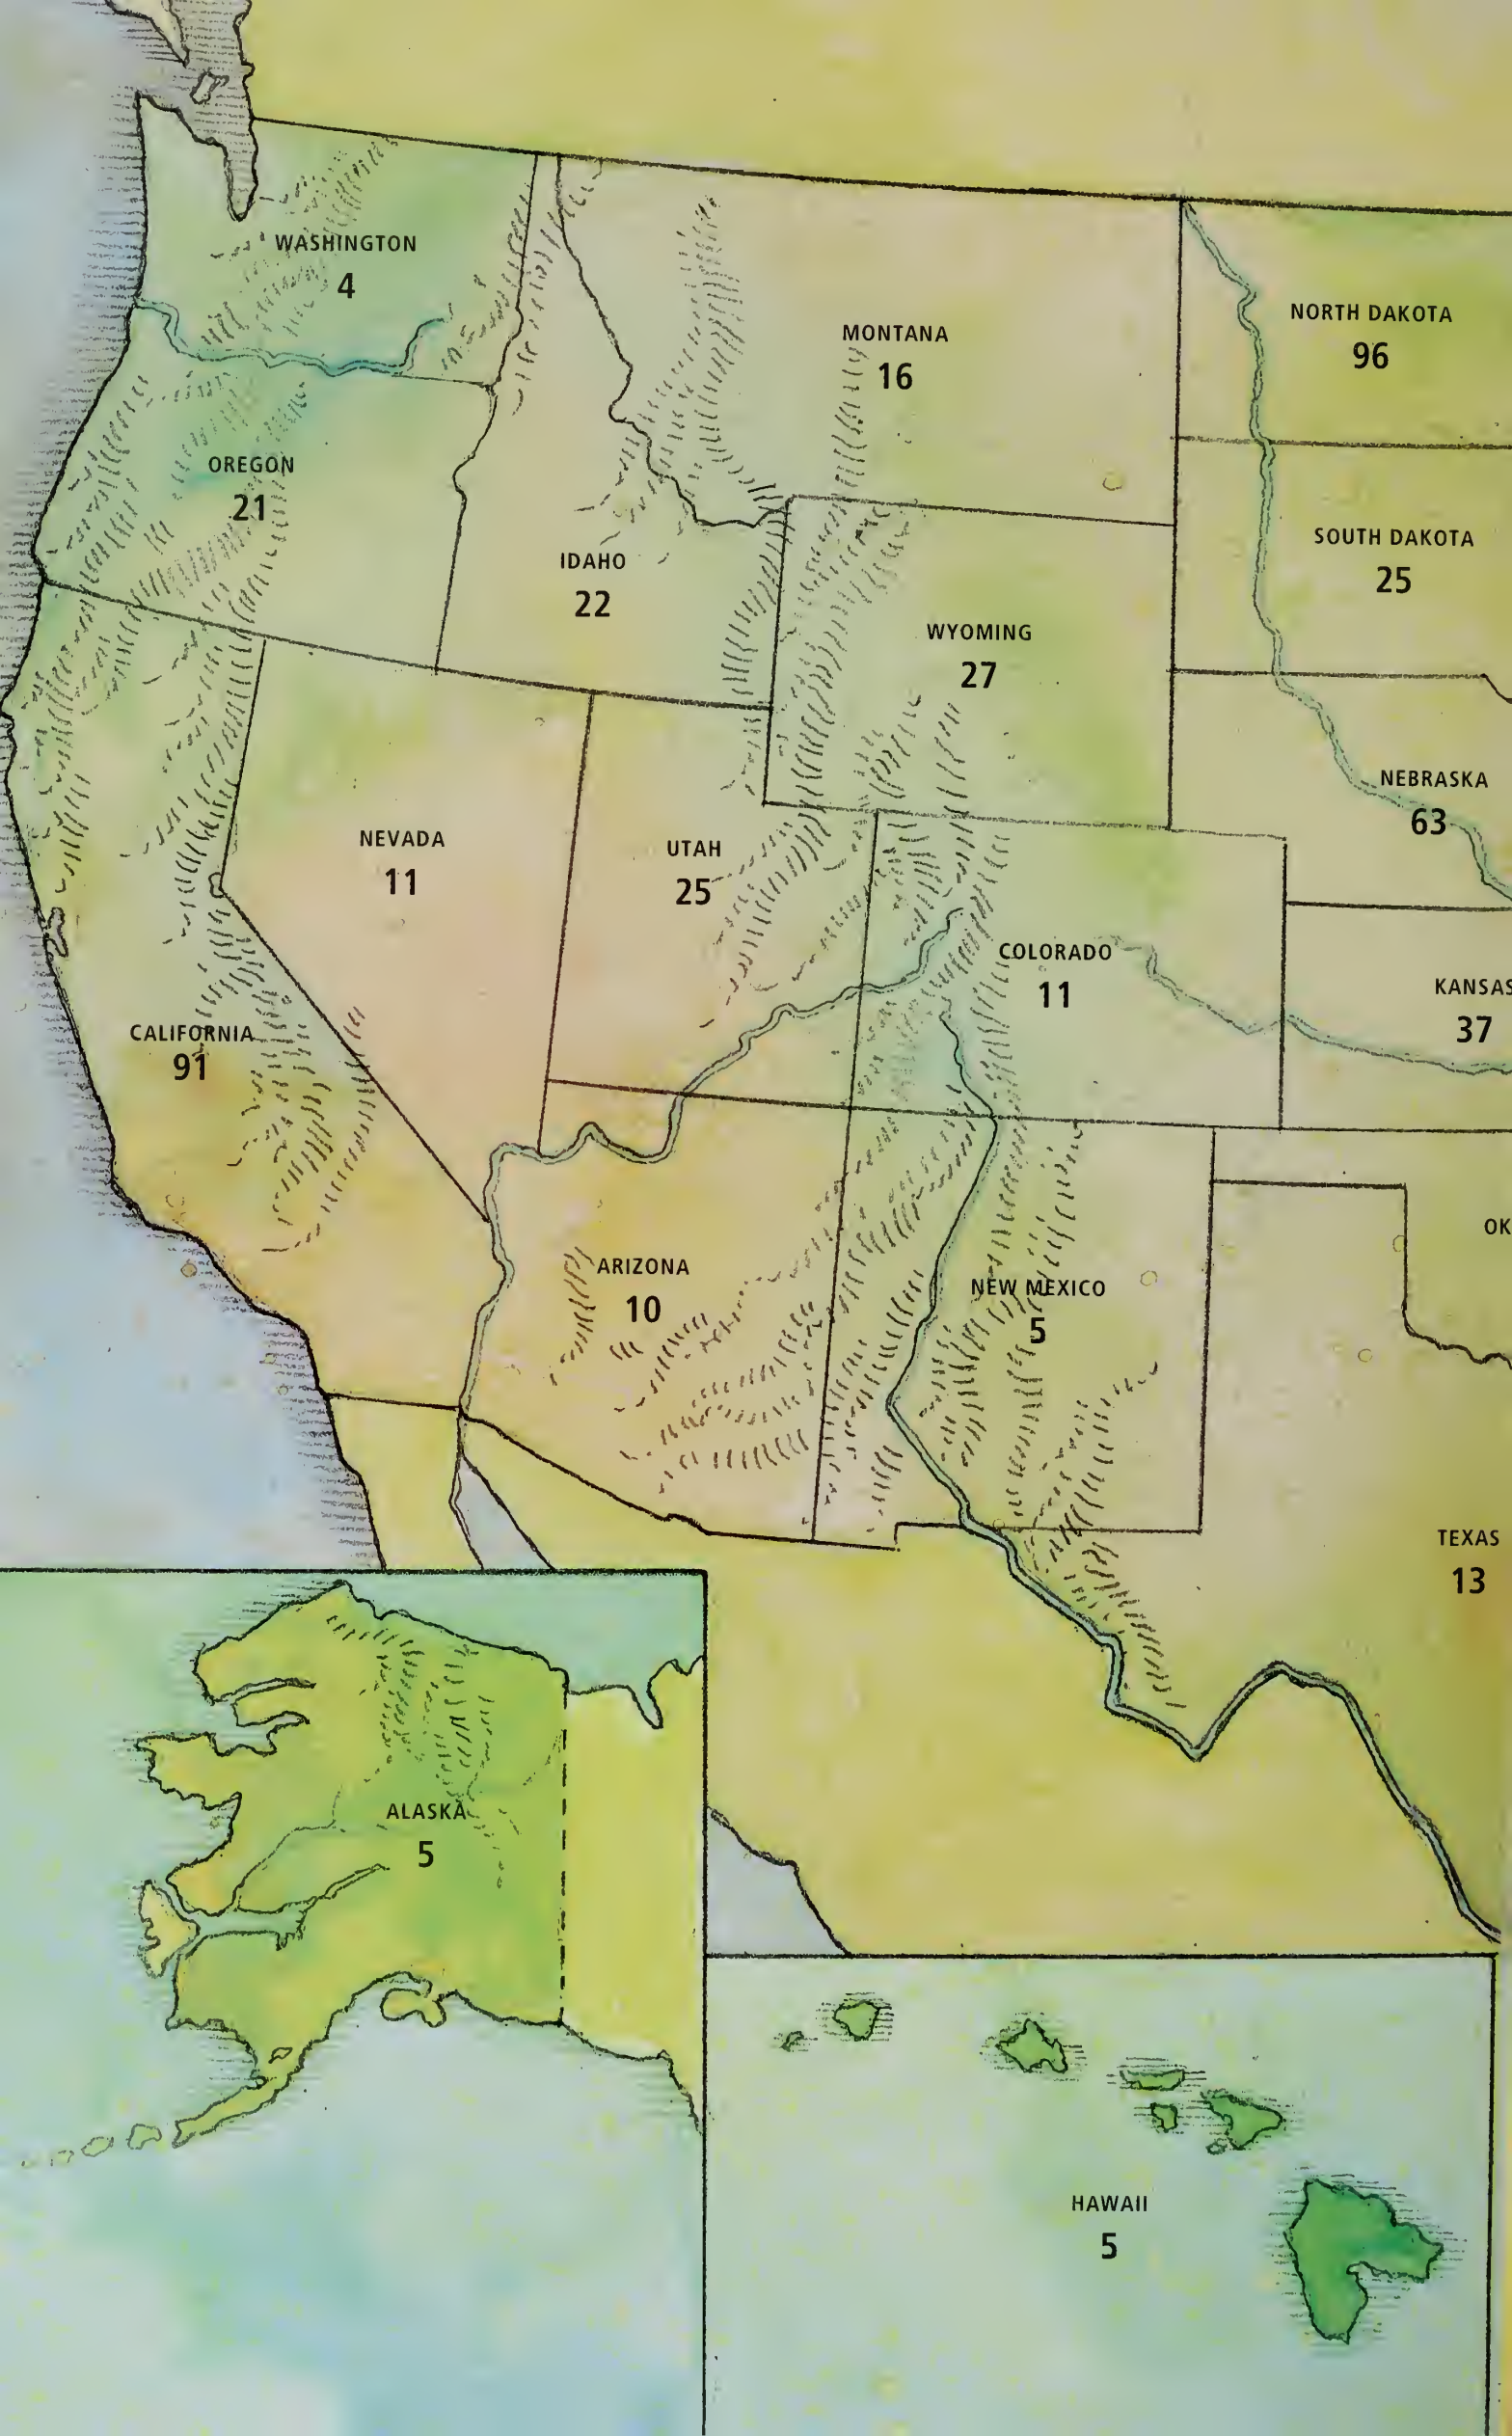 WASHINGTON
4
MONTANA
16
NORTH DAKOTA
96
OREGON
21
IDAHO
22
WYOMING
27
SOUTH DAKOTA
25
NEBRASKA
63
NEVADA
11
UTAH
25
COLORADO
11
KANSAS
37
CALIFORNIA
91
ARIZONA
10
NEW MEXICO
5
OK
TEXAS
13
ALASKA
5
HAWAII
5